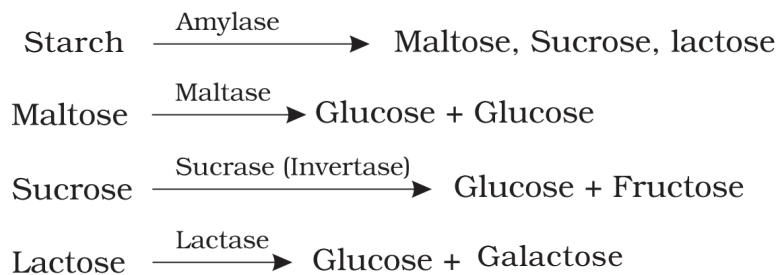 Starch Amylase Maltose, Sucrose, lactose
Maltose Maltase Glucose + Glucose
Sucrose Sucrase (Invertase) Glucose + Fructose
Lactose Lactase Glucose + Galactose